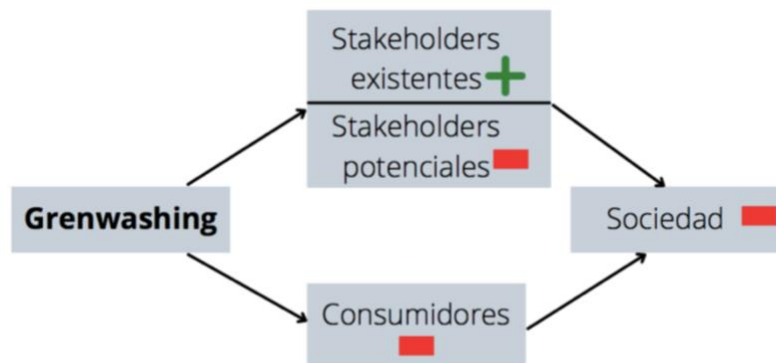 Stakeholders
existentes
Stakeholders
potenciales
Grenwashing
Sociedad
Consumidores